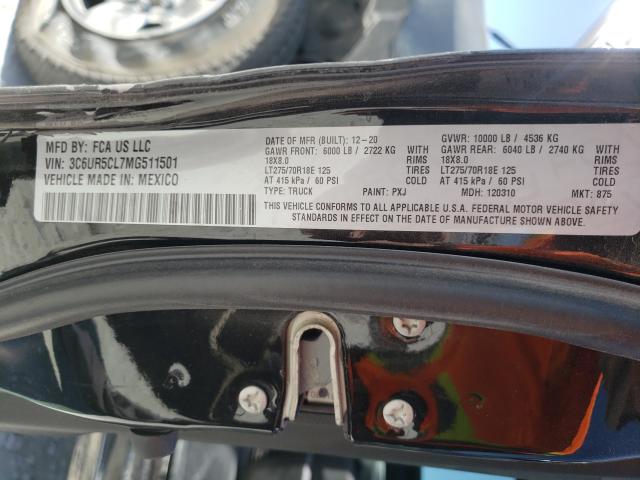 MFD BY: FCA US LLC
VIN: 3C6UR5CL7MG511501
VEHICLE MADE IN: MEXICO
DATE OF MFR (BUILT): 12-20
GAWR FRONT: 6000 LB / 2722 KG
18X8.0
LT275/70R18E 125 TIRES
AT 415 kPa / 60 PSI COLD
TYPE: TRUCK PAINT: PXJ
GVWR: 10000 LB / 4536 KG
GAWR REAR: 6040 LB / 2740 KG
18X8.0
LT275/70R18E 125 TIRES
AT 415 kPa / 60 PSI COLD
MDH: 120310 MKT: 875
THIS VEHICLE CONFORMS TO ALL APPLICABLE U.S.A. FEDERAL MOTOR VEHICLE SAFETY
STANDARDS IN EFFECT ON THE DATE OF MANUFACTURE SHOWN ABOVE.